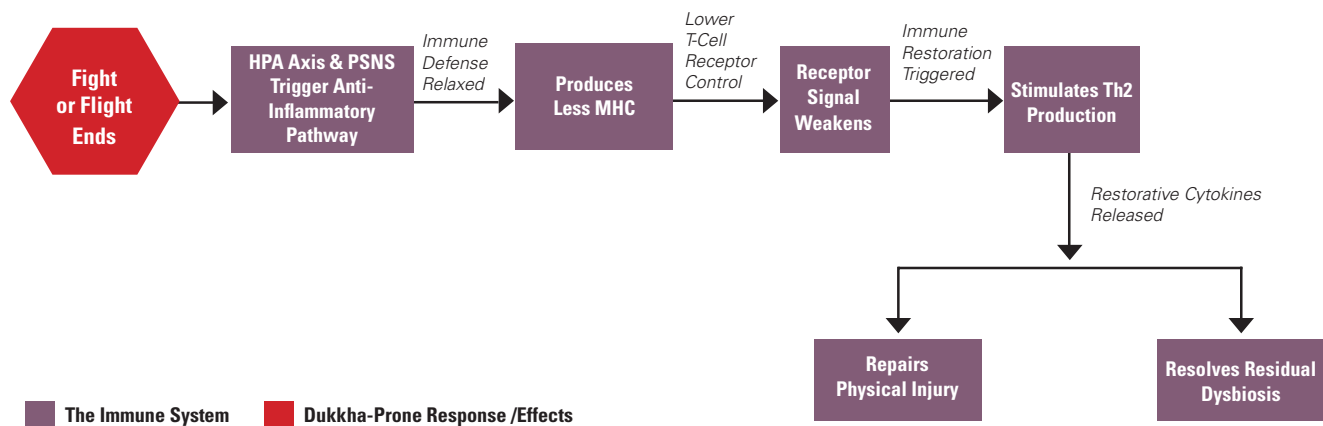 Fight
or Flight
Ends
HPA Axis & PSNS
Trigger Anti-
Inflammatory
Pathway
Immune
Defense
Relaxed
Produces
Less MHC
Lower
T-Cell
Receptor
Control
Receptor
Signal
Weakens
Immune
Restoration
Triggered
Stimulates Th2
Production
Restorative Cytokines
Released
Repairs
Physical Injury
Resolves Residual
Dysbiosis
The Immune System
Dukkha-Prone Response /Effects